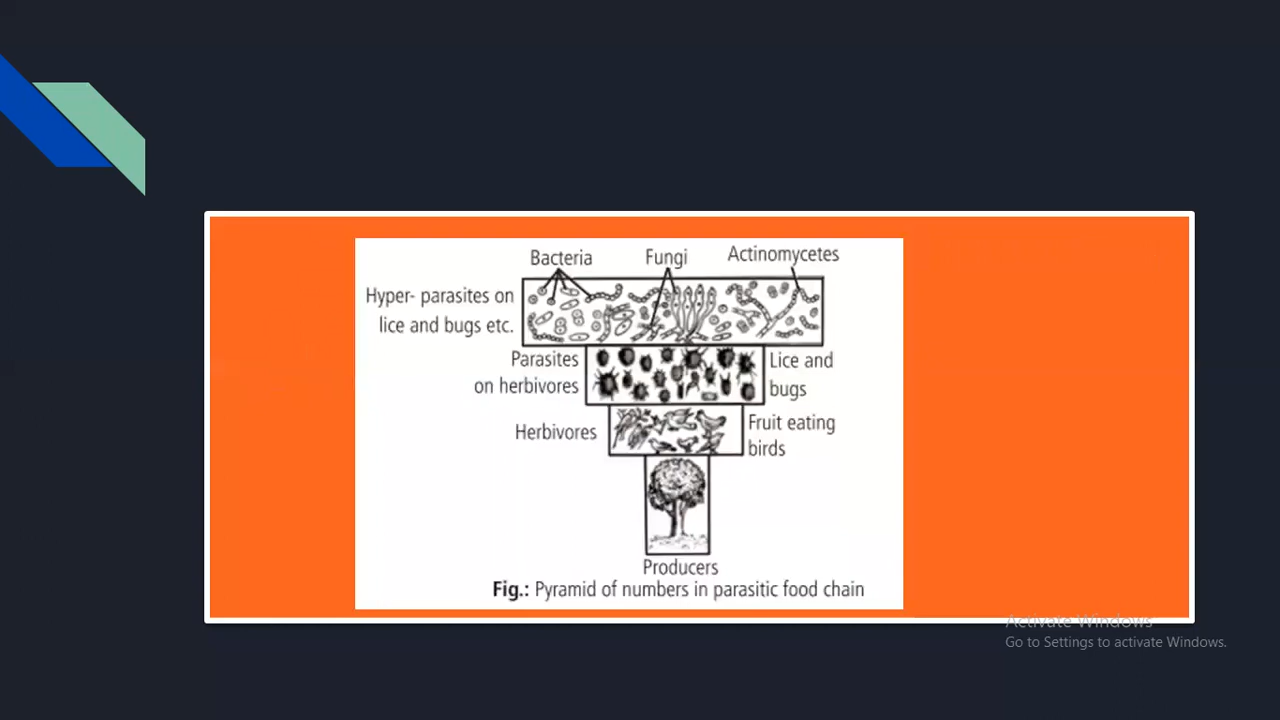 Bacteria Fungi Actinomycetes
Hyper- parasites on
lice and bugs etc.
Parasites
on herbivores
Lice and
bugs
Herbivores
Fruit eating
birds
Producers
Fig.: Pyramid of numbers in parasitic food chain
Activate Windows
Go to Settings to activate Windows.